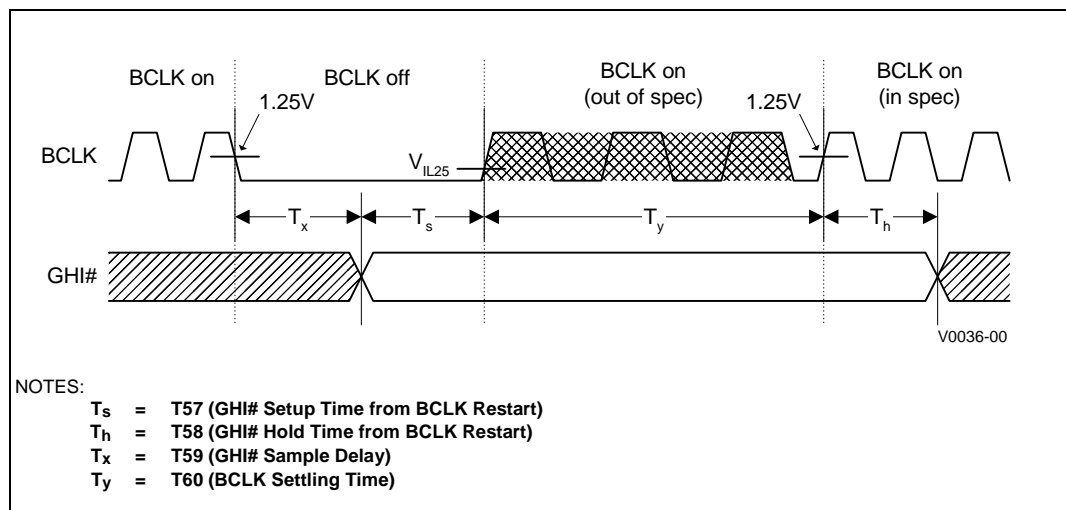 BCLK on
BCLK off
BCLK on
(out of spec)
BCLK on
(in spec)
1.25V
1.25V
BCLK
VIL25
Tx
Ts
Ty
Th
GHI#
V0036-00
NOTES:
Ts = T57 (GHI# Setup Time from BCLK Restart)
Th = T58 (GHI# Hold Time from BCLK Restart)
Tx = T59 (GHI# Sample Delay)
Ty = T60 (BCLK Settling Time)